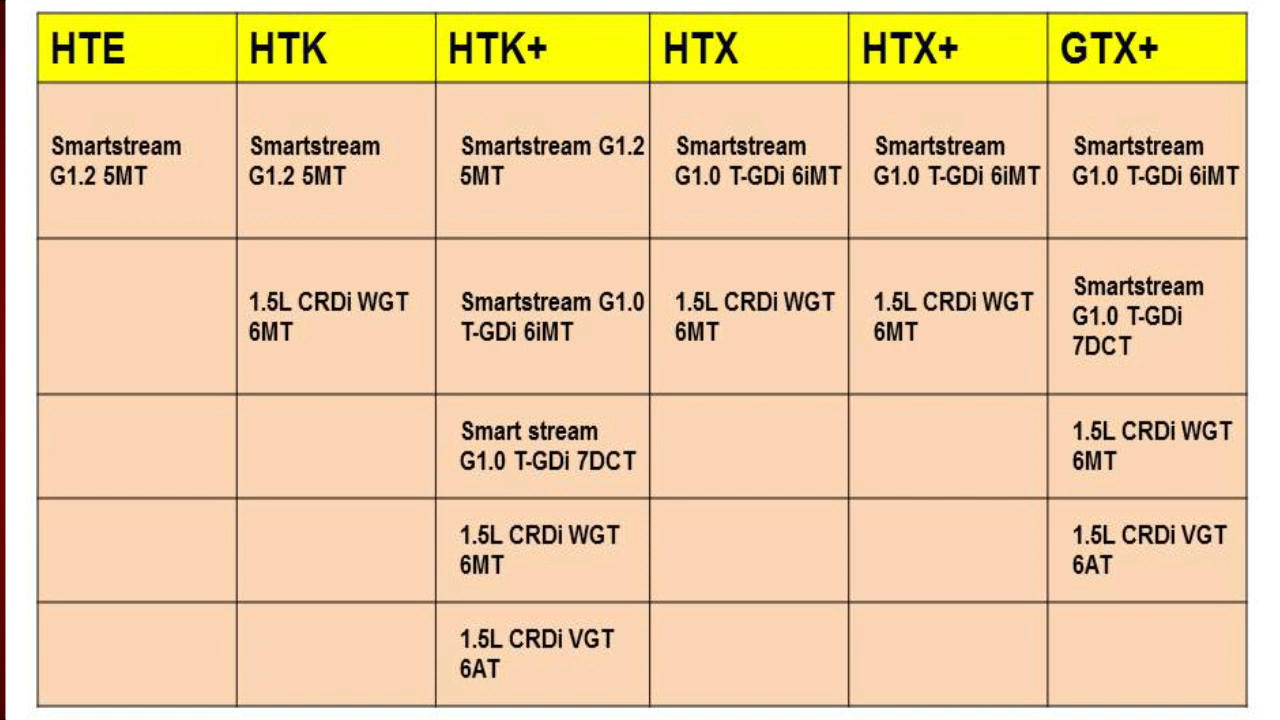 HTE HTK HTK+ HTX HTX+ GTX+
Smartstream Smartstream Smartstream G1.2 Smartstream Smartstream Smartstream
G1.2 5MT G1.2 5MT 5MT G1.0 T-GDi 6iMT G1.0 T-GDi 6iMT G1.0 T-GDi 6iMT
Smartstream
1.5L CRDi WGT Smartstream G1.0 1.5L CRDi WGT 1.5L CRDi WGT G1.0 T-GDi
6MT T-GDi 6iMT 6MT 6MT 7DCT
Smart stream 1.5L CRDi WGT
G1.0 T-GDi 7DCT 6MT
1.5L CRDi WGT 1.5L CRDi VGT
6MT 6AT
1.5L CRDi VGT
6AT